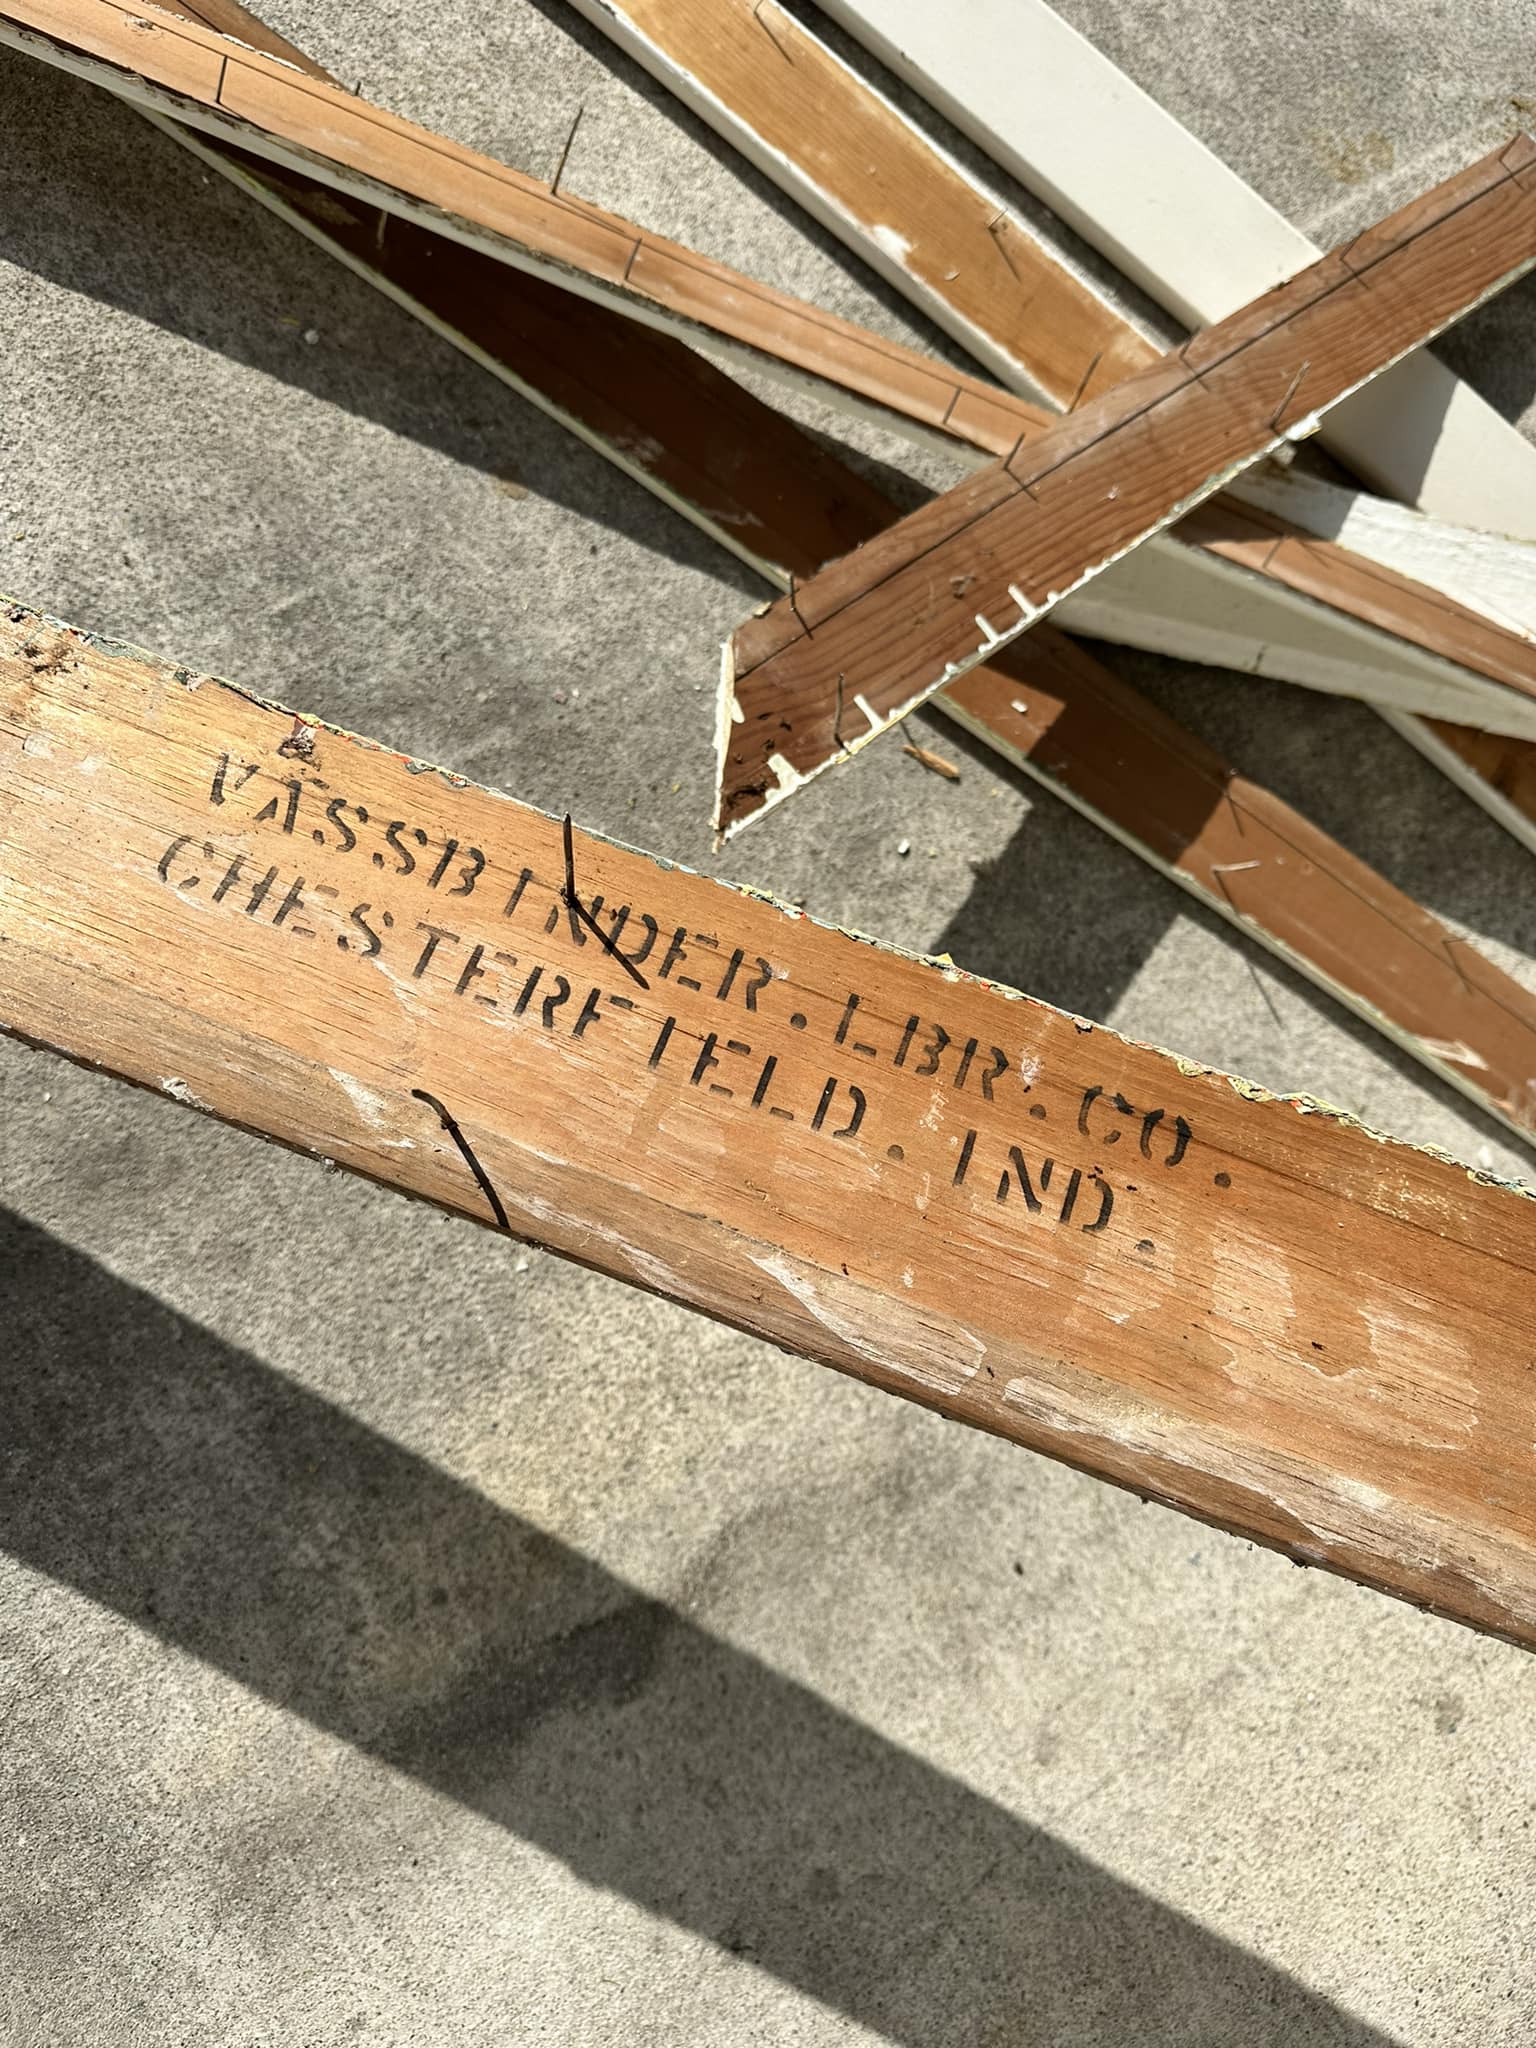 VASSBINDER. LBR. CO.
CHESTERFIELD. IND.